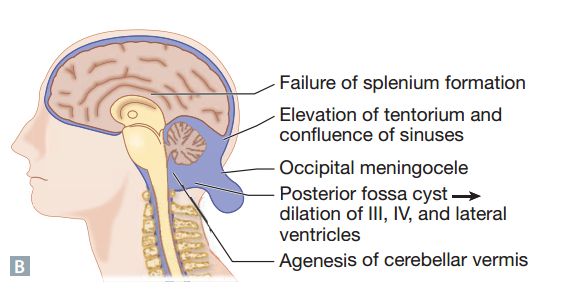 Failure of splenium formation
Elevation of tentorium and
confluence of sinuses
Occipital meningocele
Posterior fossa cyst →
dilation of III, IV, and lateral
ventricles
Agenesis of cerebellar vermis
B